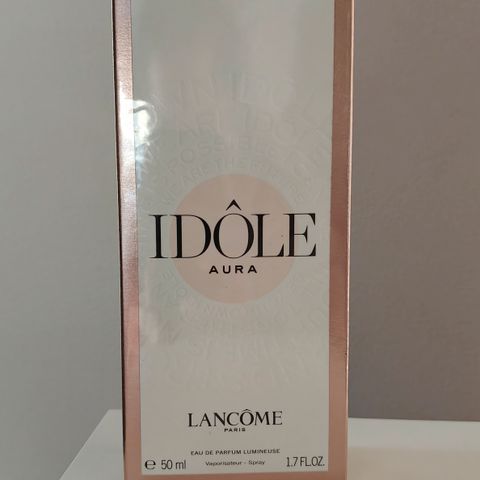 IDÔLE
AURA
LANCÔME
PARIS
EAU DE PARFUM LUMINEUSE
℮ 50 ml Vaporisateur - Spray 1.7 FL.OZ.